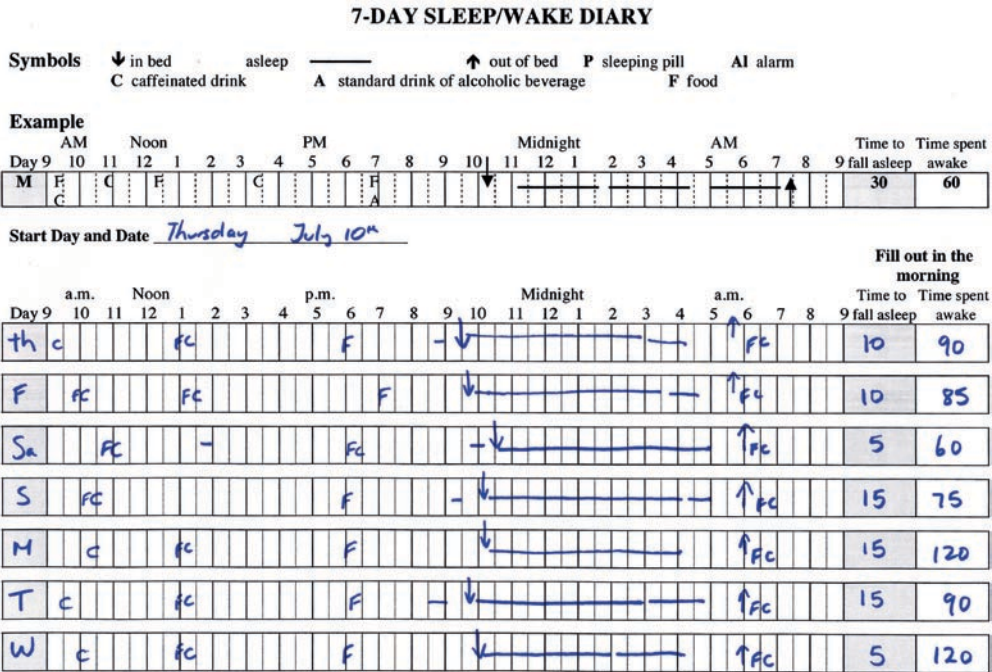 7-DAY SLEEP/WAKE DIARY
Symbols ↓ in bed asleep ——— ↑ out of bed P sleeping pill Al alarm
C caffeinated drink A standard drink of alcoholic beverage F food
Example
AM Noon PM Midnight AM Time to Time spent
Day 9 10 11 12 1 2 3 4 5 6 7 8 9 10 11 12 1 2 3 4 5 6 7 8 9 fall asleep awake
M F C F C F 30 60
C A
Start Day and Date Thursday July 10th
Fill out in the
morning
a.m. Noon p.m. Midnight a.m. Time to Time spent
Day 9 10 11 12 1 2 3 4 5 6 7 8 9 10 11 12 1 2 3 4 5 6 7 8 9 fall asleep awake
th C FC F FC 10 90
F FC FC F FC 10 85
Sa FC FC FC 5 60
S FC F FC 15 75
M C FC F FC 15 120
T C FC F FC 15 90
W C FC F FC 5 120